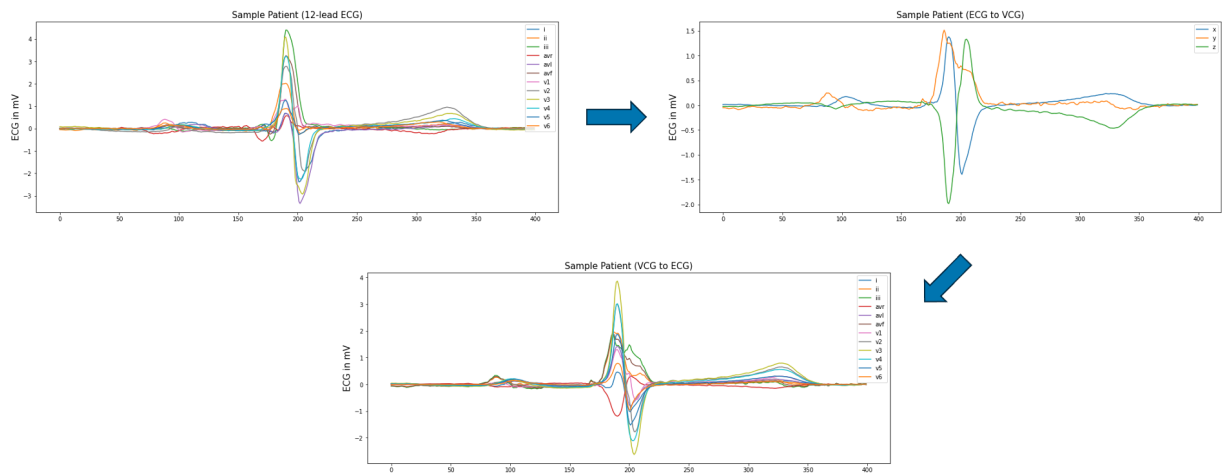 Sample Patient (12-lead ECG)
ECG in mV
4
3
2
1
0
−1
−2
−3
0
50
100
150
200
250
300
350
400
i
ii
iii
avr
avl
avf
v1
v2
v3
v4
v5
v6
Sample Patient (ECG to VCG)
ECG in mV
1.5
1.0
0.5
0.0
−0.5
−1.0
−1.5
−2.0
0
50
100
150
200
250
300
350
400
x
y
z
Sample Patient (VCG to ECG)
ECG in mV
4
3
2
1
0
−1
−2
0
50
100
150
200
250
300
350
400
i
ii
iii
avr
avl
avf
v1
v2
v3
v4
v5
v6